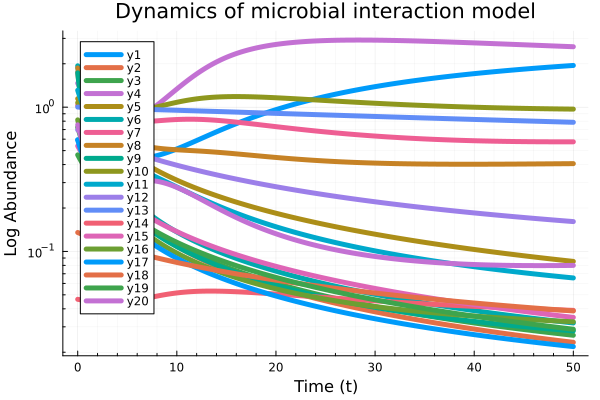 Dynamics of microbial interaction model
Log Abundance
10⁰
10⁻¹
y1
y2
y3
y4
y5
y6
y7
y8
y9
y10
y11
y12
y13
y14
y15
y16
y17
y18
y19
y20
0
10
20
30
40
50
Time (t)